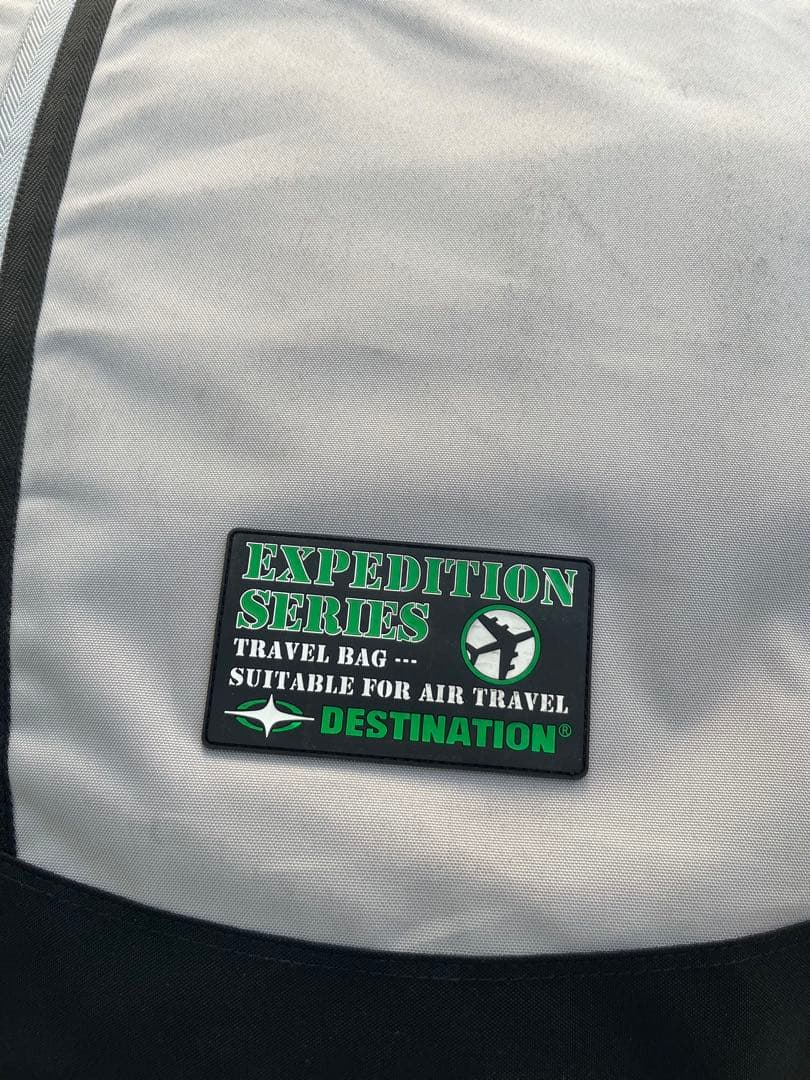 EXPEDITION
SERIES
TRAVEL BAG ---
SUITABLE FOR AIR TRAVEL
DESTINATION®